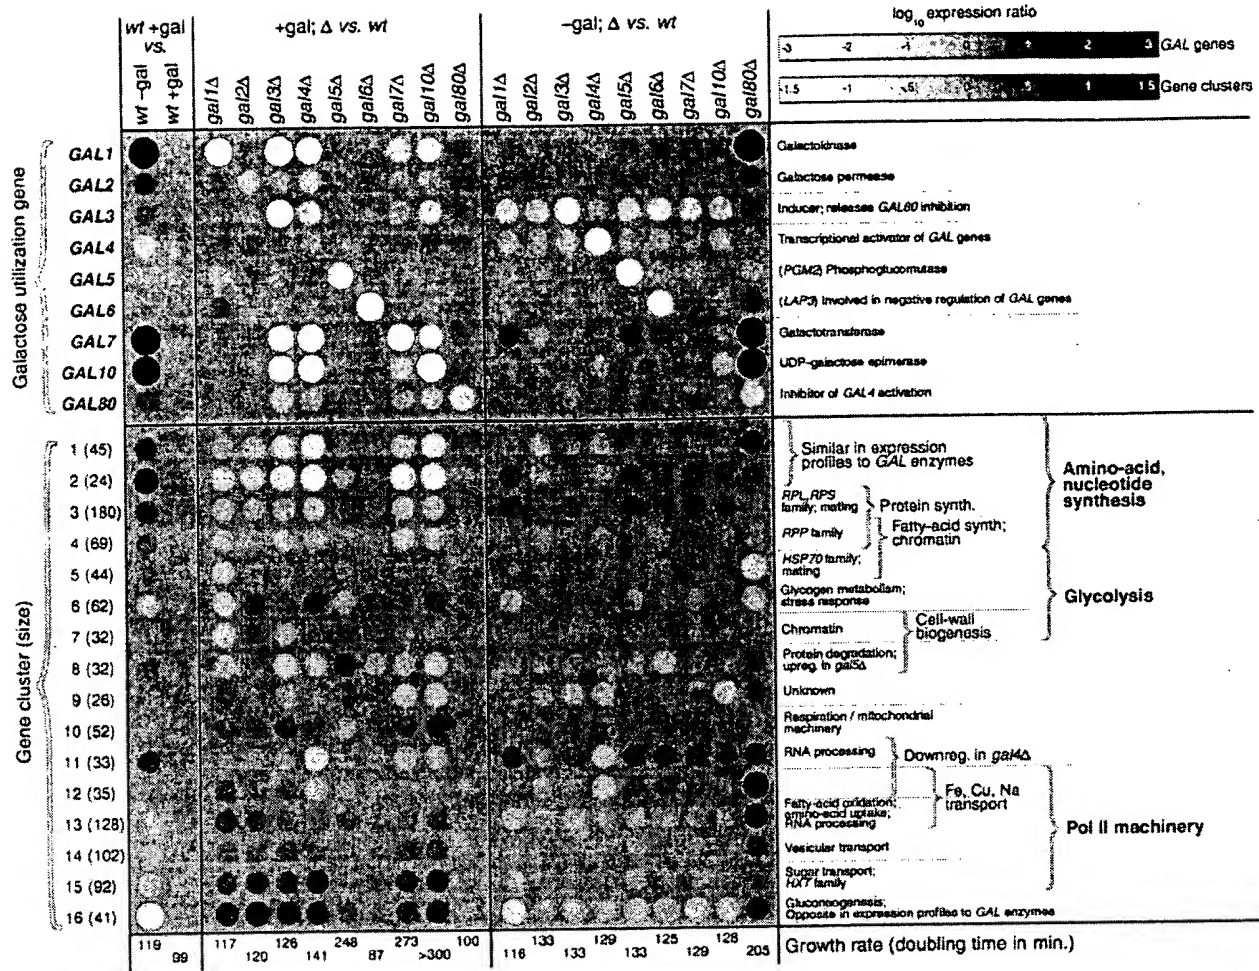 wt +gal
vs.
wt –gal
wt +gal
+gal; Δ vs. wt
gal1Δ
gal2Δ
gal3Δ
gal4Δ
gal5Δ
gal6Δ
gal7Δ
gal10Δ
gal80Δ
–gal; Δ vs. wt
gal1Δ
gal2Δ
gal3Δ
gal4Δ
gal5Δ
gal6Δ
gal7Δ
gal10Δ
gal80Δ
log10 expression ratio
-3 -2 -1 0 1 2 3 GAL genes
-1.5 -1 -.5 0 .5 1 1.5 Gene clusters
Galactose utilization gene
GAL1 Galactokinase
GAL2 Galactose permease
GAL3 Inducer; releases GAL80 inhibition
GAL4 Transcriptional activator of GAL genes
GAL5 (PGM2) Phosphoglucomutase
GAL6 (LAP3) Involved in negative regulation of GAL genes
GAL7 Galactotransferase
GAL10 UDP-galactose epimerase
GAL80 Inhibitor of GAL4 activation
Gene cluster (size)
1 (45)
2 (24)
3 (180)
4 (69)
5 (44)
6 (62)
7 (32)
8 (32)
9 (26)
10 (52)
11 (33)
12 (35)
13 (128)
14 (102)
15 (92)
16 (41)
Similar in expression
profiles to GAL enzymes
RPL, RPS
family; mating
Protein synth.
RPP family
Fatty-acid synth;
chromatin
HSP70 family;
mating
Glycogen metabolism;
stress response
Chromatin
Cell-wall
biogenesis
Protein degradation;
upreg. in gal5Δ
Unknown
Respiration / mitochondrial
machinery
RNA processing
Downreg. in gal4Δ
Fe, Cu, Na
transport
Fatty-acid oxidation;
amino-acid uptake;
RNA processing
Vesicular transport
Sugar transport;
HXT family
Gluconeogenesis;
Opposite in expression profiles to GAL enzymes
Amino-acid,
nucleotide
synthesis
Glycolysis
Pol II machinery
119 99 117 120 126 141 248 87 273 >300 100 116 133 133 129 133 125 129 128 205
Growth rate (doubling time in min.)